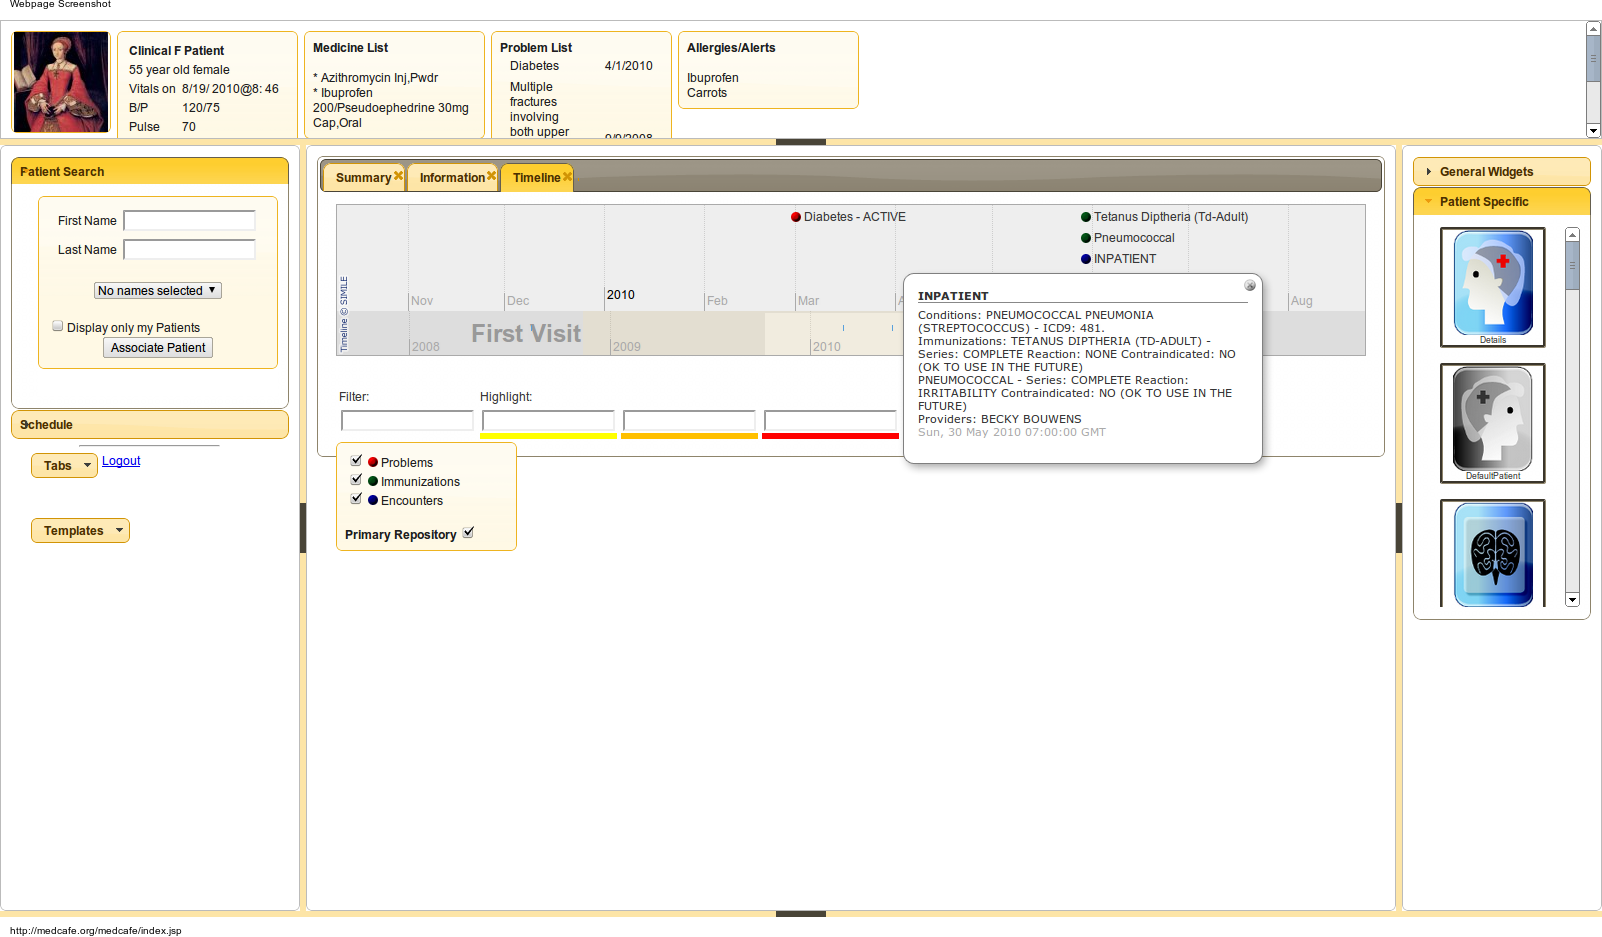 Webpage Screenshot
Clinical F Patient
55 year old female
Vitals on 8/19/ 2010@8: 46
B/P 120/75
Pulse 70
Medicine List
* Azithromycin Inj,Pwdr
* Ibuprofen
200/Pseudoephedrine 30mg
Cap,Oral
Problem List
Diabetes 4/1/2010
Multiple
fractures
involving
both upper
9/9/2008
Allergies/Alerts
Ibuprofen
Carrots
Patient Search
First Name
Last Name
No names selected
Display only my Patients
Associate Patient
Schedule
Tabs
Logout
Templates
Summary
Information
Timeline
Diabetes - ACTIVE
Tetanus Diptheria (Td-Adult)
Pneumococcal
INPATIENT
Timeline © SIMILE
Nov
Dec
2010
Feb
Mar
A
Aug
First Visit
2008
2009
2010
INPATIENT
Conditions: PNEUMOCOCCAL PNEUMONIA
(STREPTOCOCCUS) - ICD9: 481.
Immunizations: TETANUS DIPTHERIA (TD-ADULT) -
Series: COMPLETE Reaction: NONE Contraindicated: NO
(OK TO USE IN THE FUTURE)
PNEUMOCOCCAL - Series: COMPLETE Reaction:
IRRITABILITY Contraindicated: NO (OK TO USE IN THE
FUTURE)
Providers: BECKY BOUWENS
Sun, 30 May 2010 07:00:00 GMT
Filter:
Highlight:
Problems
Immunizations
Encounters
Primary Repository
General Widgets
Patient Specific
Details
DefaultPatient
http://medcafe.org/medcafe/index.jsp